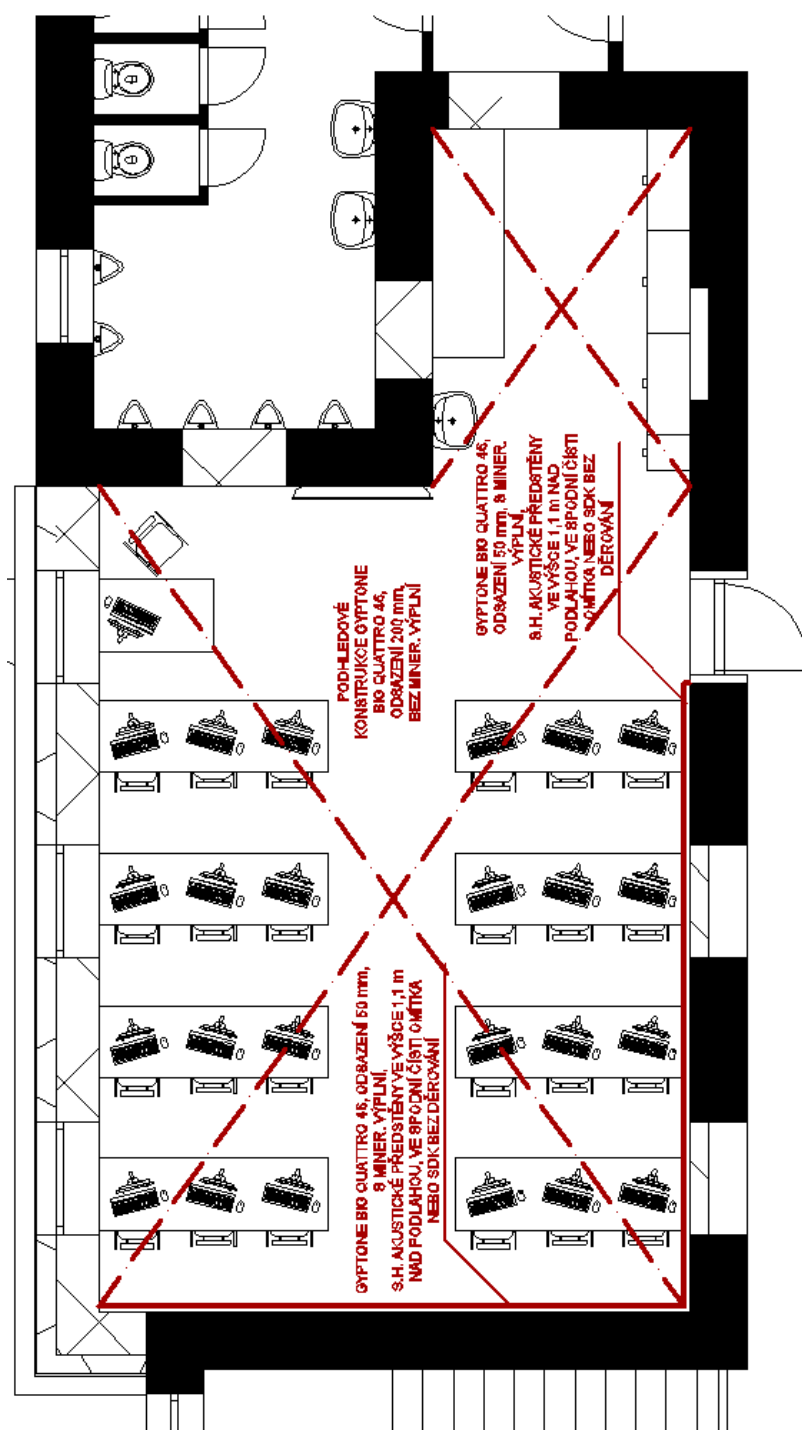 PODHLEDOVÉ
KONSTRUKCE GYPTONE
BIG QUATTRO 46,
ODSAZENÍ 200 mm,
BEZ MINER. VÝPLNÍ
GYPTONE BIG QUATTRO 46,
ODSAZENÍ 50 mm, S MINER.
VÝPLNÍ,
S.H. AKUSTICKÉ PŘEDSTĚNY
VE VÝŠCE 1,1 m NAD
PODLAHOU, VE SPODNÍ ČÁSTI
OMÍTKA NEBO SDK BEZ
DĚROVÁNÍ
GYPTONE BIG QUATTRO 46, ODSAZENÍ 50 mm,
S MINER. VÝPLNÍ,
S.H. AKUSTICKÉ PŘEDSTĚNY VE VÝŠCE 1,1 m
NAD PODLAHOU, VE SPODNÍ ČÁSTI OMÍTKA
NEBO SDK BEZ DĚROVÁNÍ